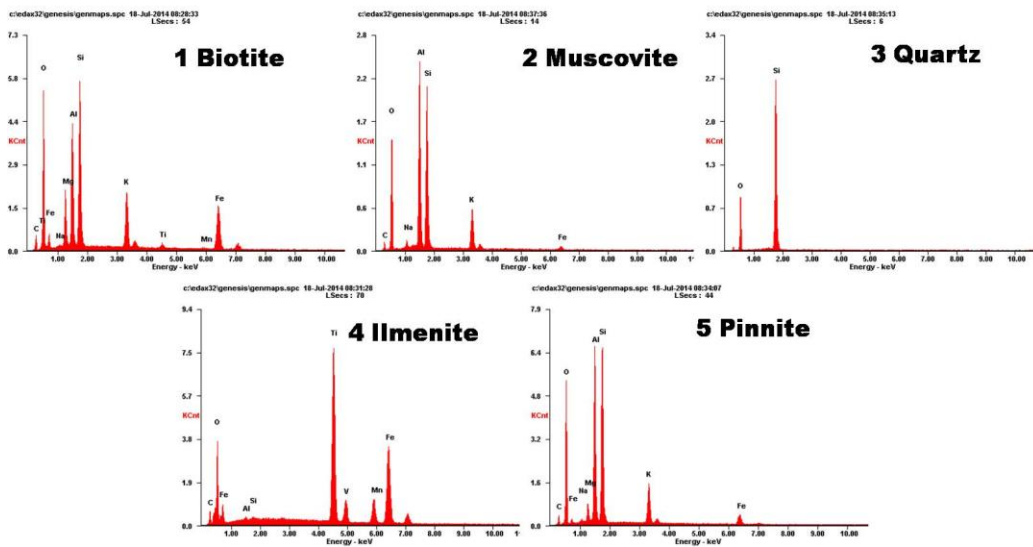 c:\edax32\genesis\genmaps.spc 18-Jul-2014 08:28:33
LSecs : 54
1 Biotite
7.3
5.8
4.4
KCnt
2.9
1.5
0.0
C
Ti
O
Fe
Na
Mg
Al
Si
K
Ti
Mn
Fe
1.00 2.00 3.00 4.00 5.00 6.00 7.00 8.00 9.00 10.00
Energy - keV
c:\edax32\genesis\genmaps.spc 18-Jul-2014 08:37:36
LSecs : 14
2 Muscovite
2.8
2.2
1.7
KCnt
1.1
0.6
0.0
C
O
Na
Al
Si
K
Fe
1.00 2.00 3.00 4.00 5.00 6.00 7.00 8.00 9.00 10.00
Energy - keV
c:\edax32\genesis\genmaps.spc 18-Jul-2014 08:35:13
LSecs : 6
3 Quartz
3.4
2.7
2.0
KCnt
1.3
0.7
0.0
O
Si
1.00 2.00 3.00 4.00 5.00 6.00 7.00 8.00 9.00 10.00
Energy - keV
c:\edax32\genesis\genmaps.spc 18-Jul-2014 08:31:28
LSecs : 70
4 Ilmenite
9.4
7.5
5.7
KCnt
3.8
1.9
0.0
C
O
Fe
Al
Si
Ti
V
Mn
Fe
1.00 2.00 3.00 4.00 5.00 6.00 7.00 8.00 9.00 10.00
Energy - keV
c:\edax32\genesis\genmaps.spc 18-Jul-2014 08:34:07
LSecs : 44
5 Pinnite
7.9
6.4
4.8
KCnt
3.2
1.6
0.0
C
O
Fe
Na
Mg
Al
Si
K
Fe
1.00 2.00 3.00 4.00 5.00 6.00 7.00 8.00 9.00 10.00
Energy - keV